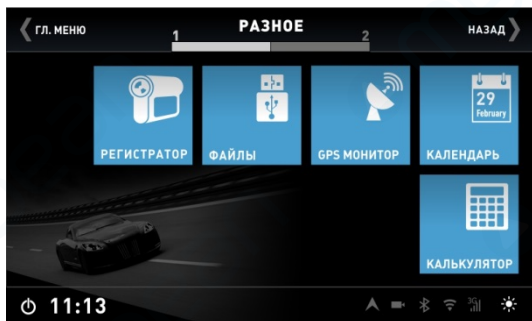 ГЛ. МЕНЮ
РАЗНОЕ
НАЗАД
1
2
29
February
РЕГИСТРАТОР
ФАЙЛЫ
GPS МОНИТОР
КАЛЕНДАРЬ
КАЛЬКУЛЯТОР
11:13
3G